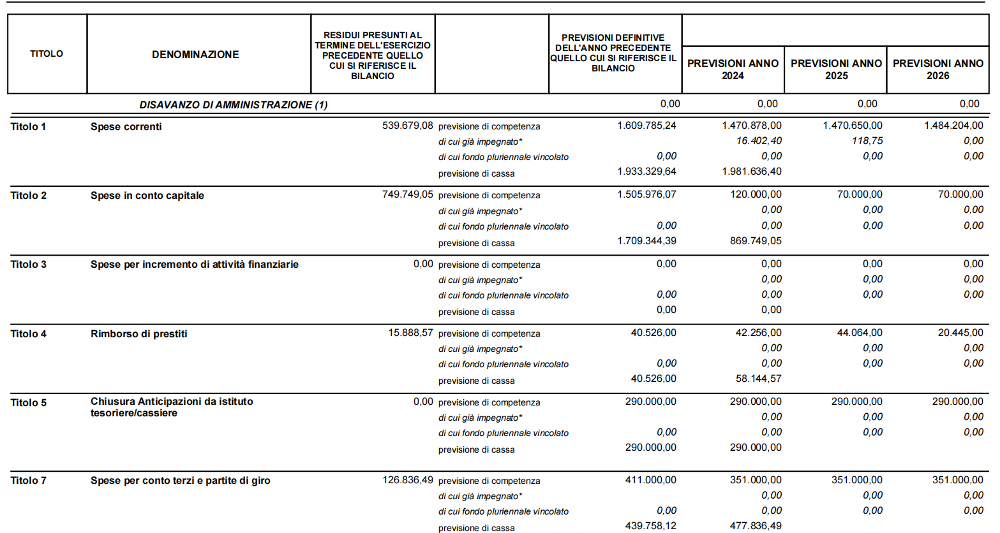 TITOLO DENOMINAZIONE RESIDUI PRESUNTI AL TERMINE DELL'ESERCIZIO PRECEDENTE QUELLO CUI SI RIFERISCE IL BILANCIO PREVISIONI DEFINITIVE DELL'ANNO PRECEDENTE QUELLO CUI SI RIFERISCE IL BILANCIO PREVISIONI ANNO 2024 PREVISIONI ANNO 2025 PREVISIONI ANNO 2026
DISAVANZO DI AMMINISTRAZIONE (1) 0,00 0,00 0,00 0,00
Titolo 1 Spese correnti 539.679,08 previsione di competenza 1.609.785,24 1.470.878,00 1.470.650,00 1.484.204,00
di cui già impegnato* 16.402,40 118,75 0,00
di cui fondo pluriennale vincolato 0,00 0,00 0,00 0,00
previsione di cassa 1.933.329,64 1.981.636,40
Titolo 2 Spese in conto capitale 749.749,05 previsione di competenza 1.505.976,07 120.000,00 70.000,00 70.000,00
di cui già impegnato* 0,00 0,00 0,00
di cui fondo pluriennale vincolato 0,00 0,00 0,00 0,00
previsione di cassa 1.709.344,39 869.749,05
Titolo 3 Spese per incremento di attività finanziarie 0,00 previsione di competenza 0,00 0,00 0,00 0,00
di cui già impegnato* 0,00 0,00 0,00
di cui fondo pluriennale vincolato 0,00 0,00 0,00 0,00
previsione di cassa 0,00 0,00
Titolo 4 Rimborso di prestiti 15.888,57 previsione di competenza 40.526,00 42.256,00 44.064,00 20.445,00
di cui già impegnato* 0,00 0,00 0,00
di cui fondo pluriennale vincolato 0,00 0,00 0,00 0,00
previsione di cassa 40.526,00 58.144,57
Titolo 5 Chiusura Anticipazioni da istituto tesoriere/cassiere 0,00 previsione di competenza 290.000,00 290.000,00 290.000,00 290.000,00
di cui già impegnato* 0,00 0,00 0,00
di cui fondo pluriennale vincolato 0,00 0,00 0,00 0,00
previsione di cassa 290.000,00 290.000,00
Titolo 7 Spese per conto terzi e partite di giro 126.836,49 previsione di competenza 411.000,00 351.000,00 351.000,00 351.000,00
di cui già impegnato* 0,00 0,00 0,00
di cui fondo pluriennale vincolato 0,00 0,00 0,00 0,00
previsione di cassa 439.758,12 477.836,49